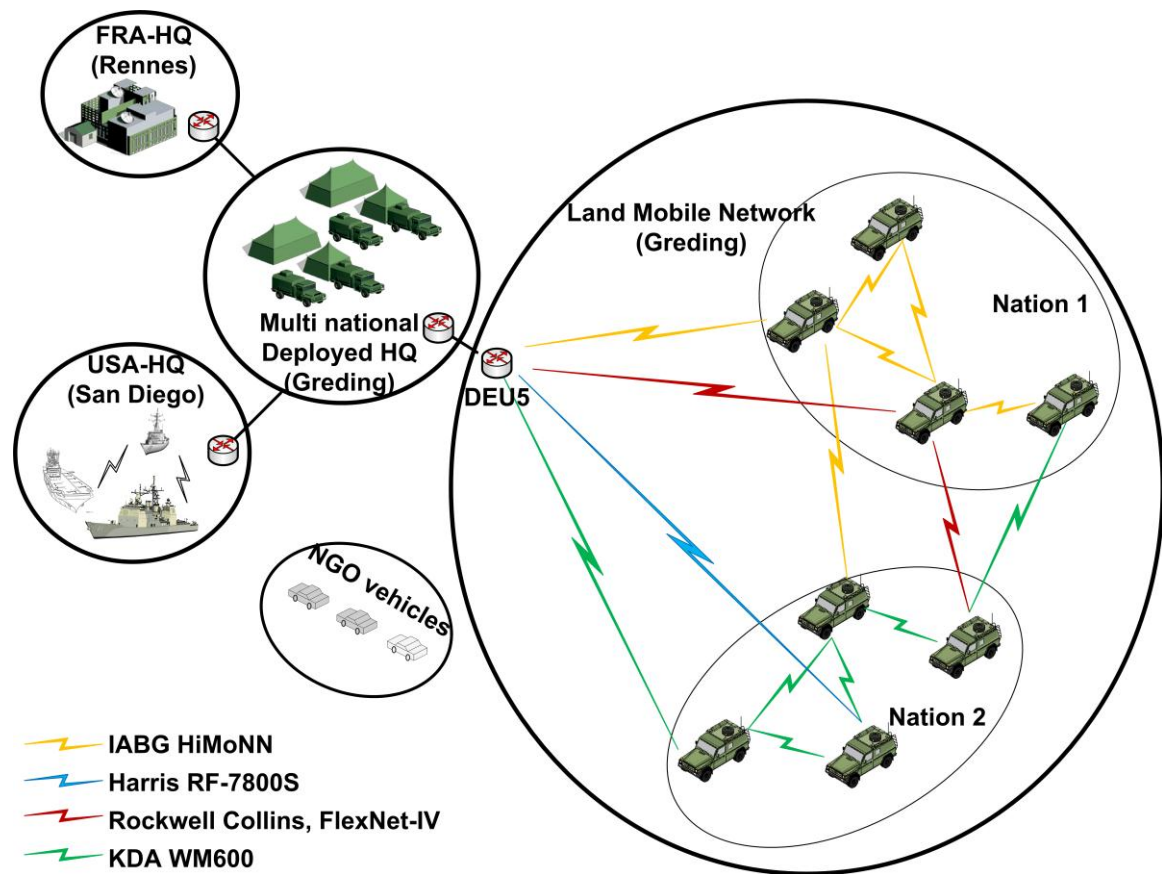 FRA-HQ
(Rennes)
Multi national
Deployed HQ
(Greding)
USA-HQ
(San Diego)
NGO vehicles
Land Mobile Network
(Greding)
Nation 1
DEU5
Nation 2
IABG HiMoNN
Harris RF-7800S
Rockwell Collins, FlexNet-IV
KDA WM600